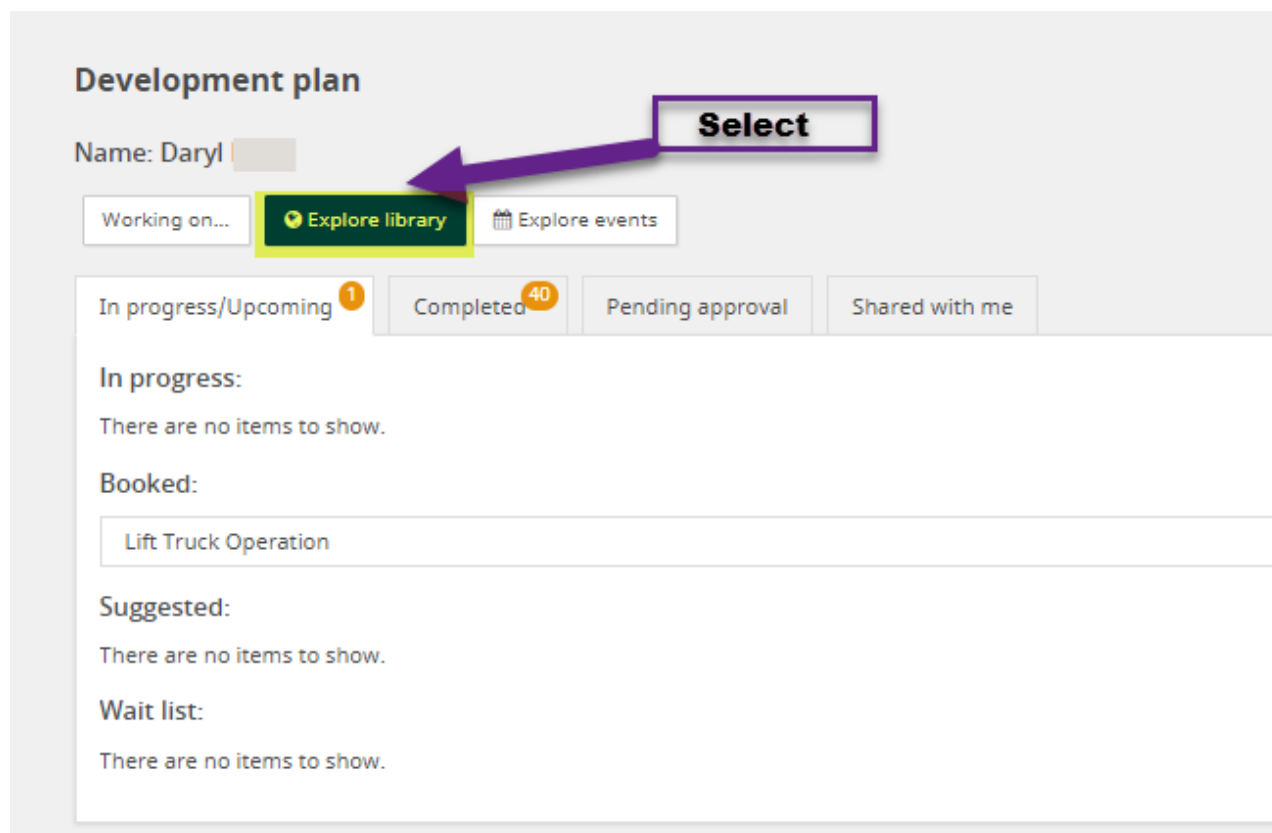 Development plan
Select
Name: Daryl
Working on... Explore library Explore events
In progress/Upcoming 1 Completed 40 Pending approval Shared with me
In progress:
There are no items to show.
Booked:
Lift Truck Operation
Suggested:
There are no items to show.
Wait list:
There are no items to show.